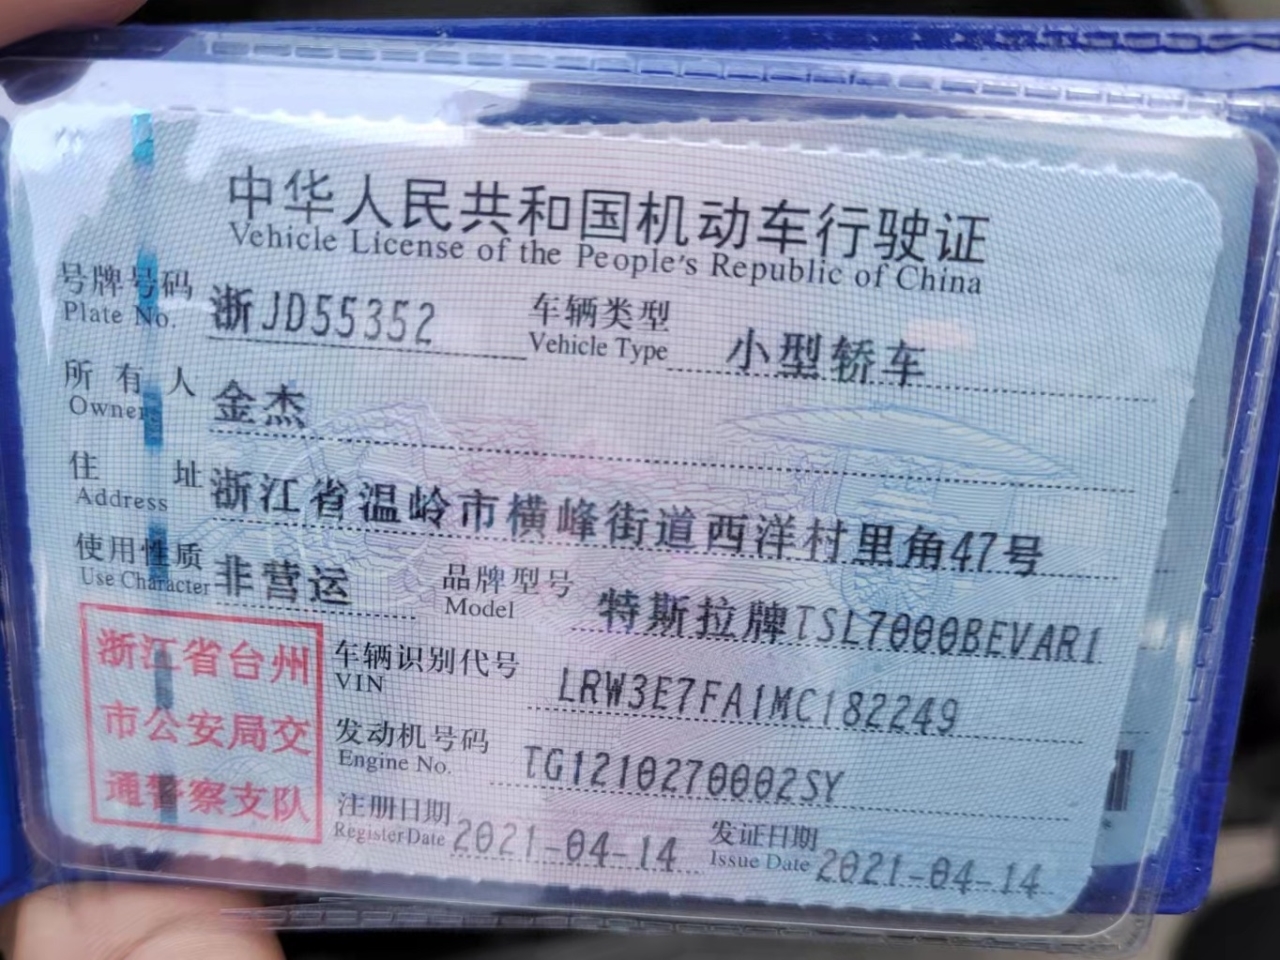 中华人民共和国机动车行驶证
Vehicle License of the People's Republic of China
号牌号码 浙JD55352 车辆类型 小型轿车
Plate No. Vehicle Type
所有人 金杰
Owner
住址 浙江省温岭市横峰街道西洋村里角47号
Address
使用性质 非营运 品牌型号 特斯拉牌TSL7000BEVAR1
Use Character Model
浙江省台州
市公安局交
通警察支队
车辆识别代号 LRW3E7FA1MC182249
VIN
发动机号码 TG1210270002SY
Engine No.
注册日期 2021-04-14 发证日期 2021-04-14
Register Date Issue Date